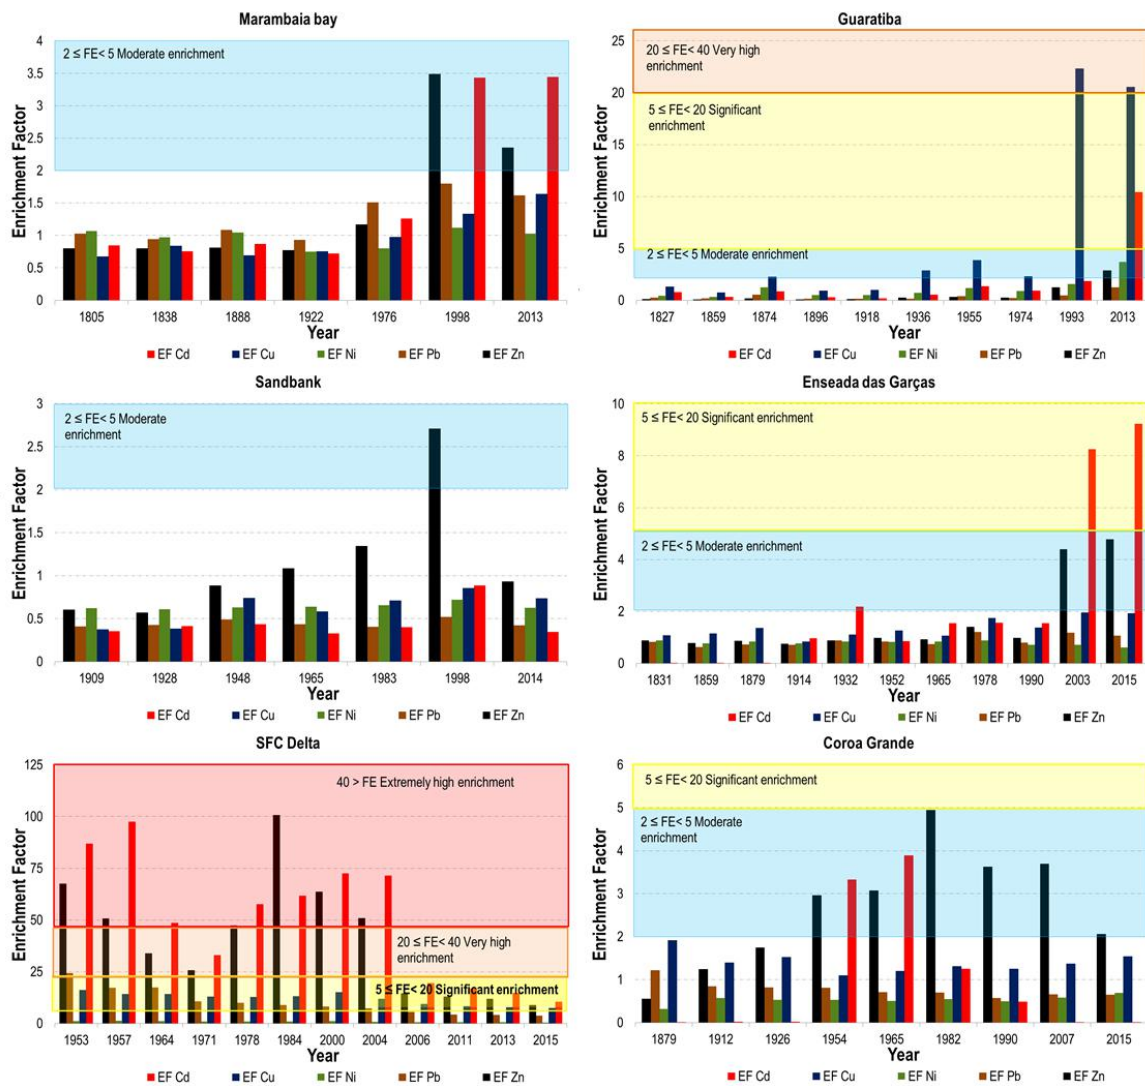 Marambaia bay
Enrichment Factor
4
3.5
3
2.5
2
1.5
1
0.5
0
2 ≤ FE< 5 Moderate enrichment
1805 1838 1888 1922 1976 1998 2013
Year
EF Cd EF Cu EF Ni EF Pb EF Zn
Guaratiba
Enrichment Factor
25
20
15
10
5
0
20 ≤ FE< 40 Very high
enrichment
5 ≤ FE< 20 Significant
enrichment
2 ≤ FE< 5 Moderate enrichment
1827 1859 1874 1896 1918 1936 1955 1974 1993 2013
Year
EF Cd EF Cu EF Ni EF Pb EF Zn
Sandbank
Enrichment Factor
3
2.5
2
1.5
1
0.5
0
2 ≤ FE< 5 Moderate
enrichment
1909 1928 1948 1965 1983 1998 2014
Year
EF Cd EF Cu EF Ni EF Pb EF Zn
Enseada das Garças
Enrichment Factor
10
8
6
4
2
0
5 ≤ FE< 20 Significant enrichment
2 ≤ FE< 5 Moderate enrichment
1831 1859 1879 1914 1932 1952 1965 1978 1990 2003 2015
Year
EF Cd EF Cu EF Ni EF Pb EF Zn
SFC Delta
Enrichment Factor
125
100
75
50
25
0
40 > FE Extremely high enrichment
20 ≤ FE< 40 Very high
enrichment
5 ≤ FE< 20 Significant enrichment
1953 1957 1964 1971 1978 1984 2000 2004 2006 2011 2013 2015
Year
EF Cd EF Cu EF Ni EF Pb EF Zn
Coroa Grande
Enrichment Factor
6
5
4
3
2
1
0
5 ≤ FE< 20 Significant enrichment
2 ≤ FE< 5 Moderate
enrichment
1879 1912 1926 1954 1965 1982 1990 2007 2015
Year
EF Cd EF Cu EF Ni EF Pb EF Zn